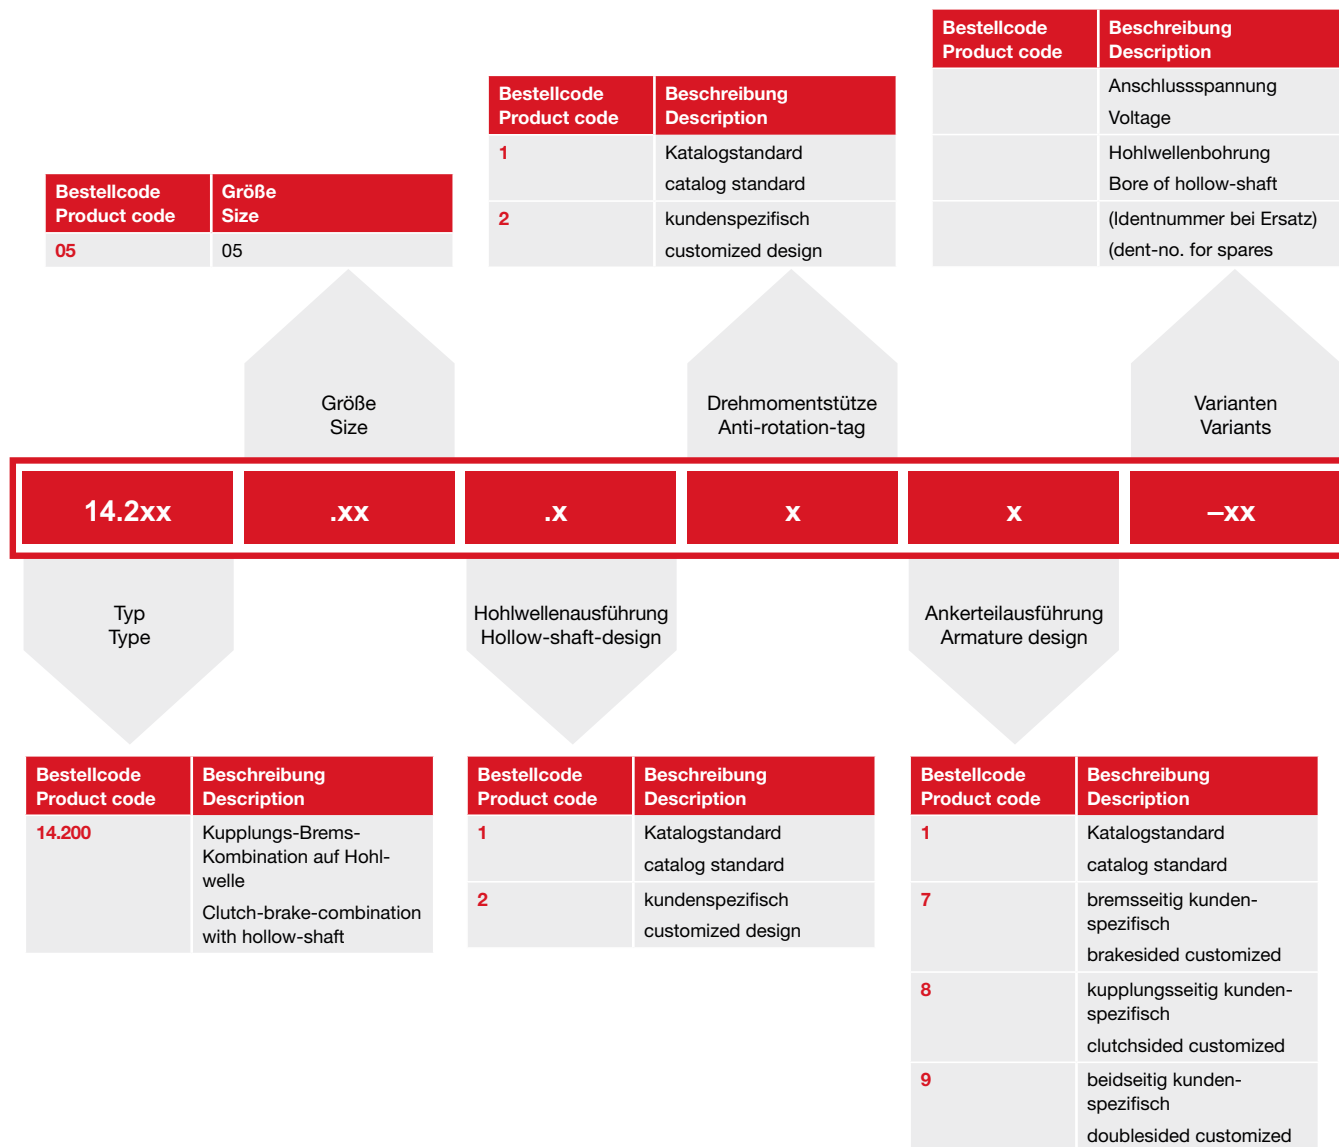 Bestellcode
Product code
Größe
Size
05
05
Bestellcode
Product code
Beschreibung
Description
1
Katalogstandard
catalog standard
2
kundenspezifisch
customized design
Bestellcode
Product code
Beschreibung
Description
Anschlussspannung
Voltage
Hohlwellenbohrung
Bore of hollow-shaft
(Identnummer bei Ersatz)
(dent-no. for spares
Größe
Size
Drehmomentstütze
Anti-rotation-tag
Varianten
Variants
14.2xx
.xx
.x
x
x
–xx
Typ
Type
Hohlwellenausführung
Hollow-shaft-design
Ankerteilausführung
Armature design
Bestellcode
Product code
Beschreibung
Description
14.200
Kupplungs-Brems-
Kombination auf Hohl-
welle
Clutch-brake-combination
with hollow-shaft
Bestellcode
Product code
Beschreibung
Description
1
Katalogstandard
catalog standard
2
kundenspezifisch
customized design
Bestellcode
Product code
Beschreibung
Description
1
Katalogstandard
catalog standard
7
bremsseitig kunden-
spezifisch
brakesided customized
8
kupplungsseitig kunden-
spezifisch
clutchsided customized
9
beidseitig kunden-
spezifisch
doublesided customized